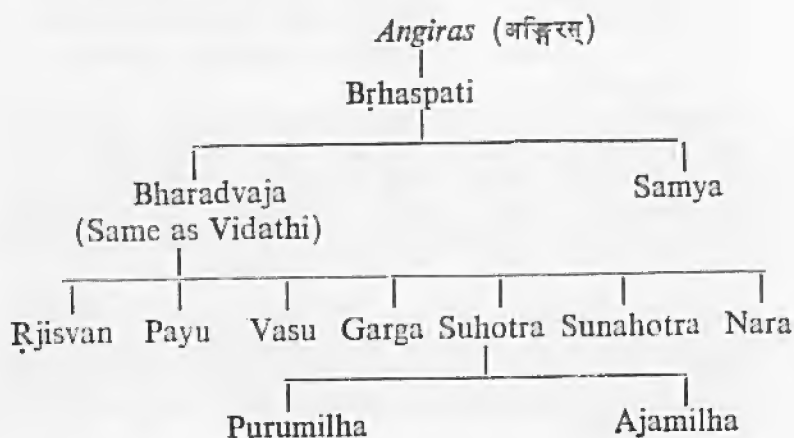 Angiras (अङ्गिरस्)
Bṛhaspati
Bharadvaja Samya
(Same as Vidathi)
Ṛjisvan Payu Vasu Garga Suhotra Sunahotra Nara
Purumilha Ajamilha